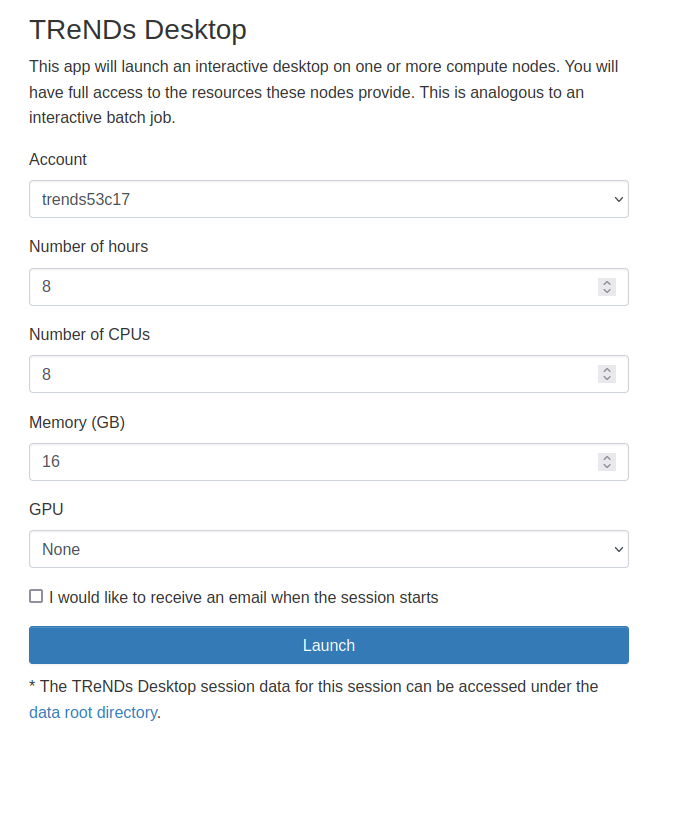 TReNDs Desktop
This app will launch an interactive desktop on one or more compute nodes. You will
have full access to the resources these nodes provide. This is analogous to an
interactive batch job.
Account
trends53c17
Number of hours
8
Number of CPUs
8
Memory (GB)
16
GPU
None
I would like to receive an email when the session starts
Launch
* The TReNDs Desktop session data for this session can be accessed under the
data root directory.